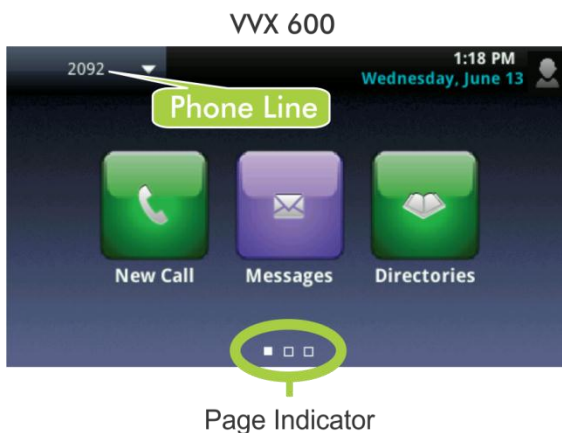 VVX 600
2092
1:18 PM
Wednesday, June 13
Phone Line
New Call
Messages
Directories
Page Indicator